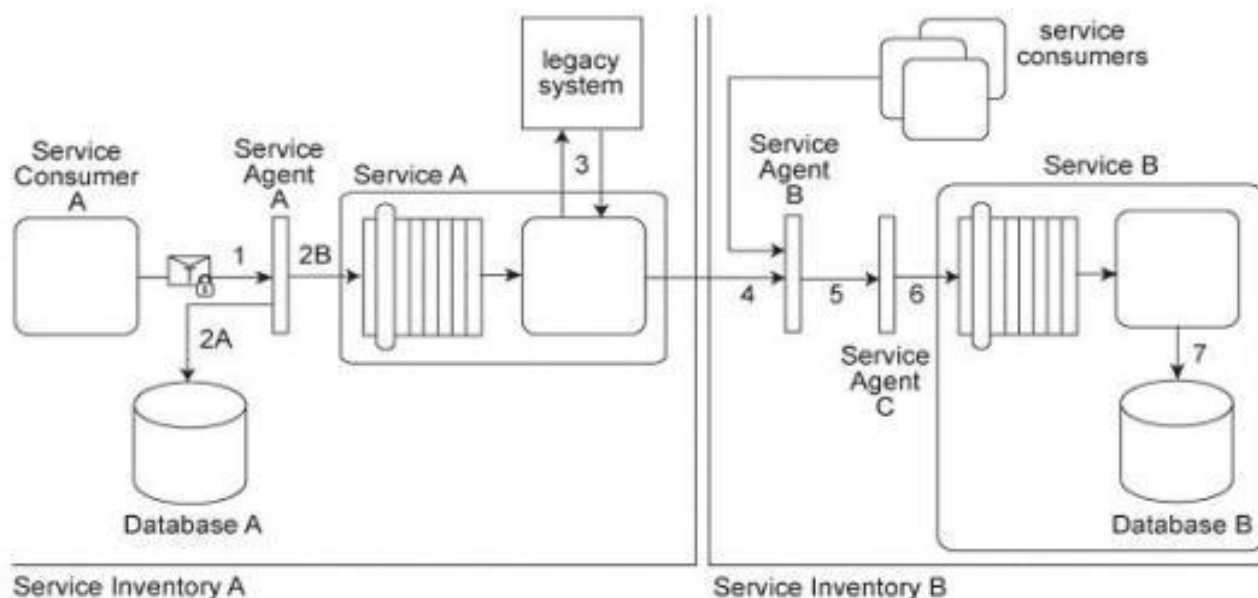 legacy
system
service
consumers
Service
Consumer
A
Service
Agent
A
Service A
3
Service
Agent
B
Service B
1
2B
2A
4
5
6
Service
Agent
C
7
Database A
Database B
Service Inventory A
Service Inventory B